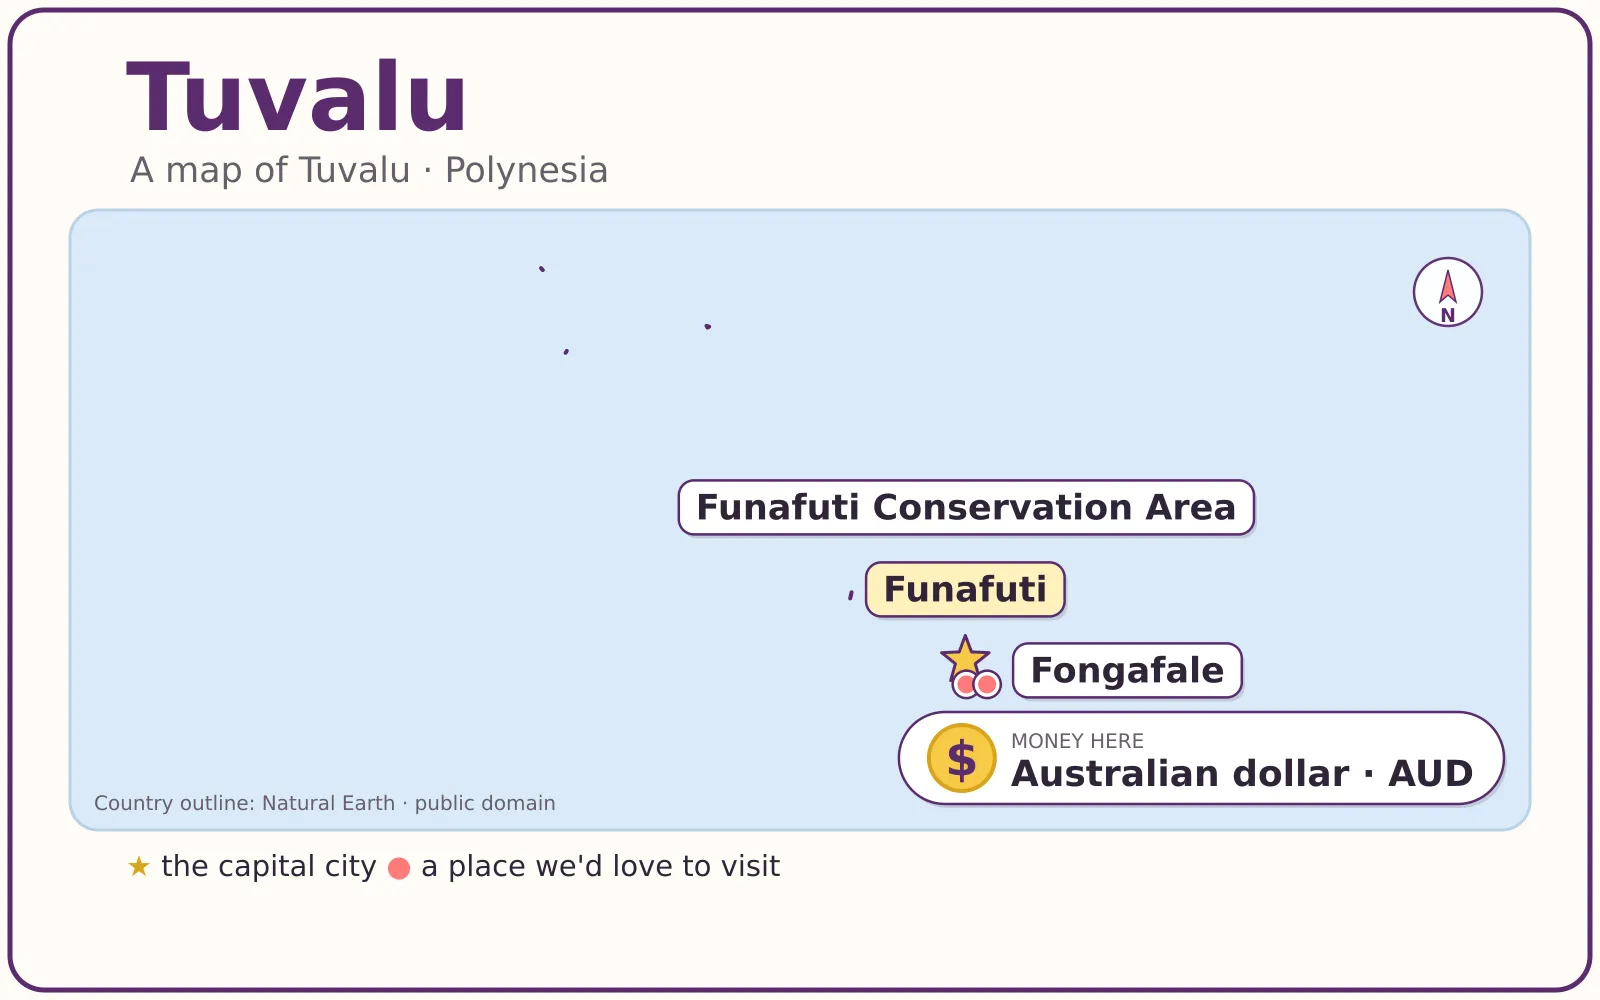 Tuvalu
A map of Tuvalu · Polynesia
N
Funafuti Conservation Area
Funafuti
Fongafale
$
MONEY HERE
Australian dollar · AUD
Country outline: Natural Earth · public domain
★ the capital city ● a place we'd love to visit